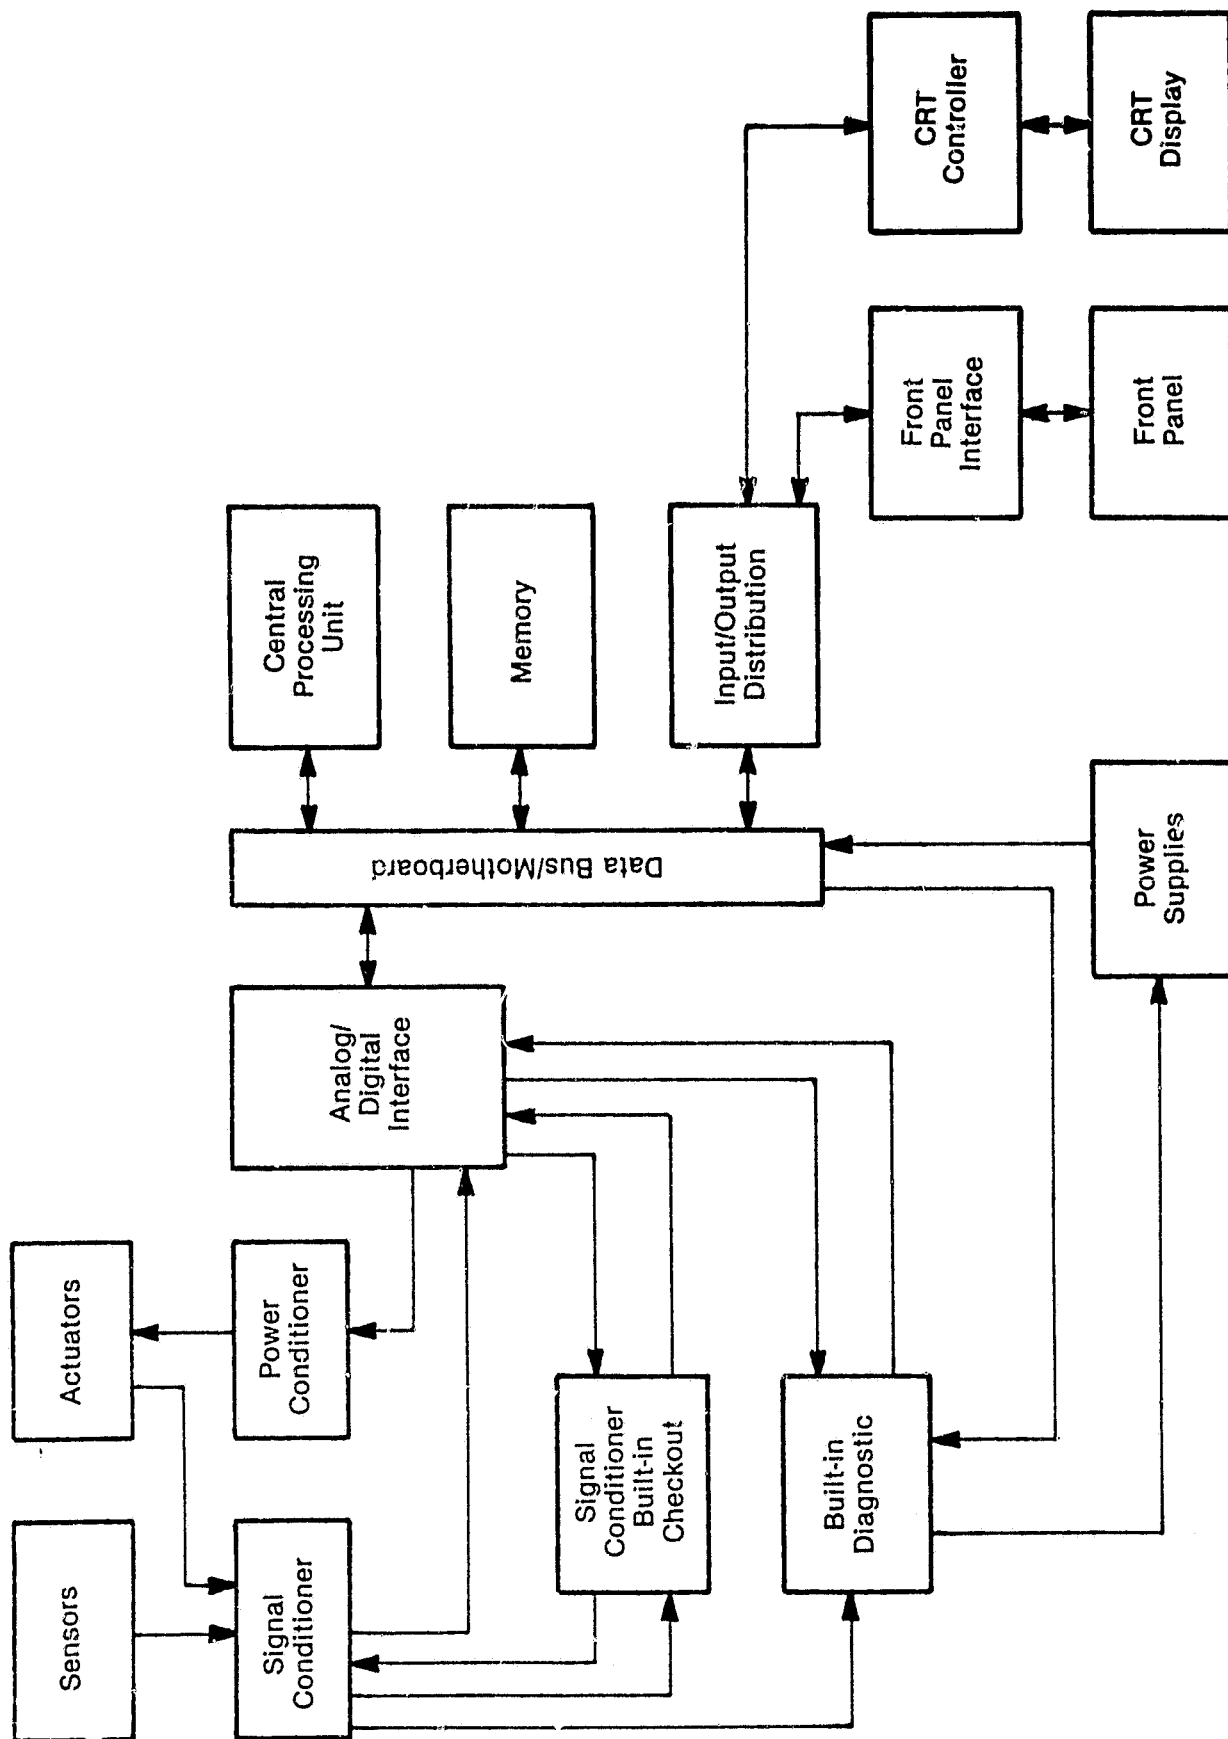 Sensors
Actuators
Signal
Conditioner
Power
Conditioner
Analog/
Digital
Interface
Data Bus/Motherboard
Central
Processing
Unit
Memory
Signal
Conditioner
Built-in
Checkout
Input/Output
Distribution
Built-in
Diagnostic
Front
Panel
Interface
CRT
Controller
Power
Supplies
Front
Panel
CRT
Display